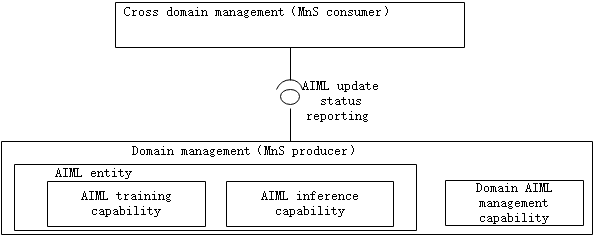 Cross domain management (MnS consumer)
AIML update
status
reporting
Domain management (MnS producer)
AIML entity
AIML training
capability
AIML inference
capability
Domain AIML
management
capability